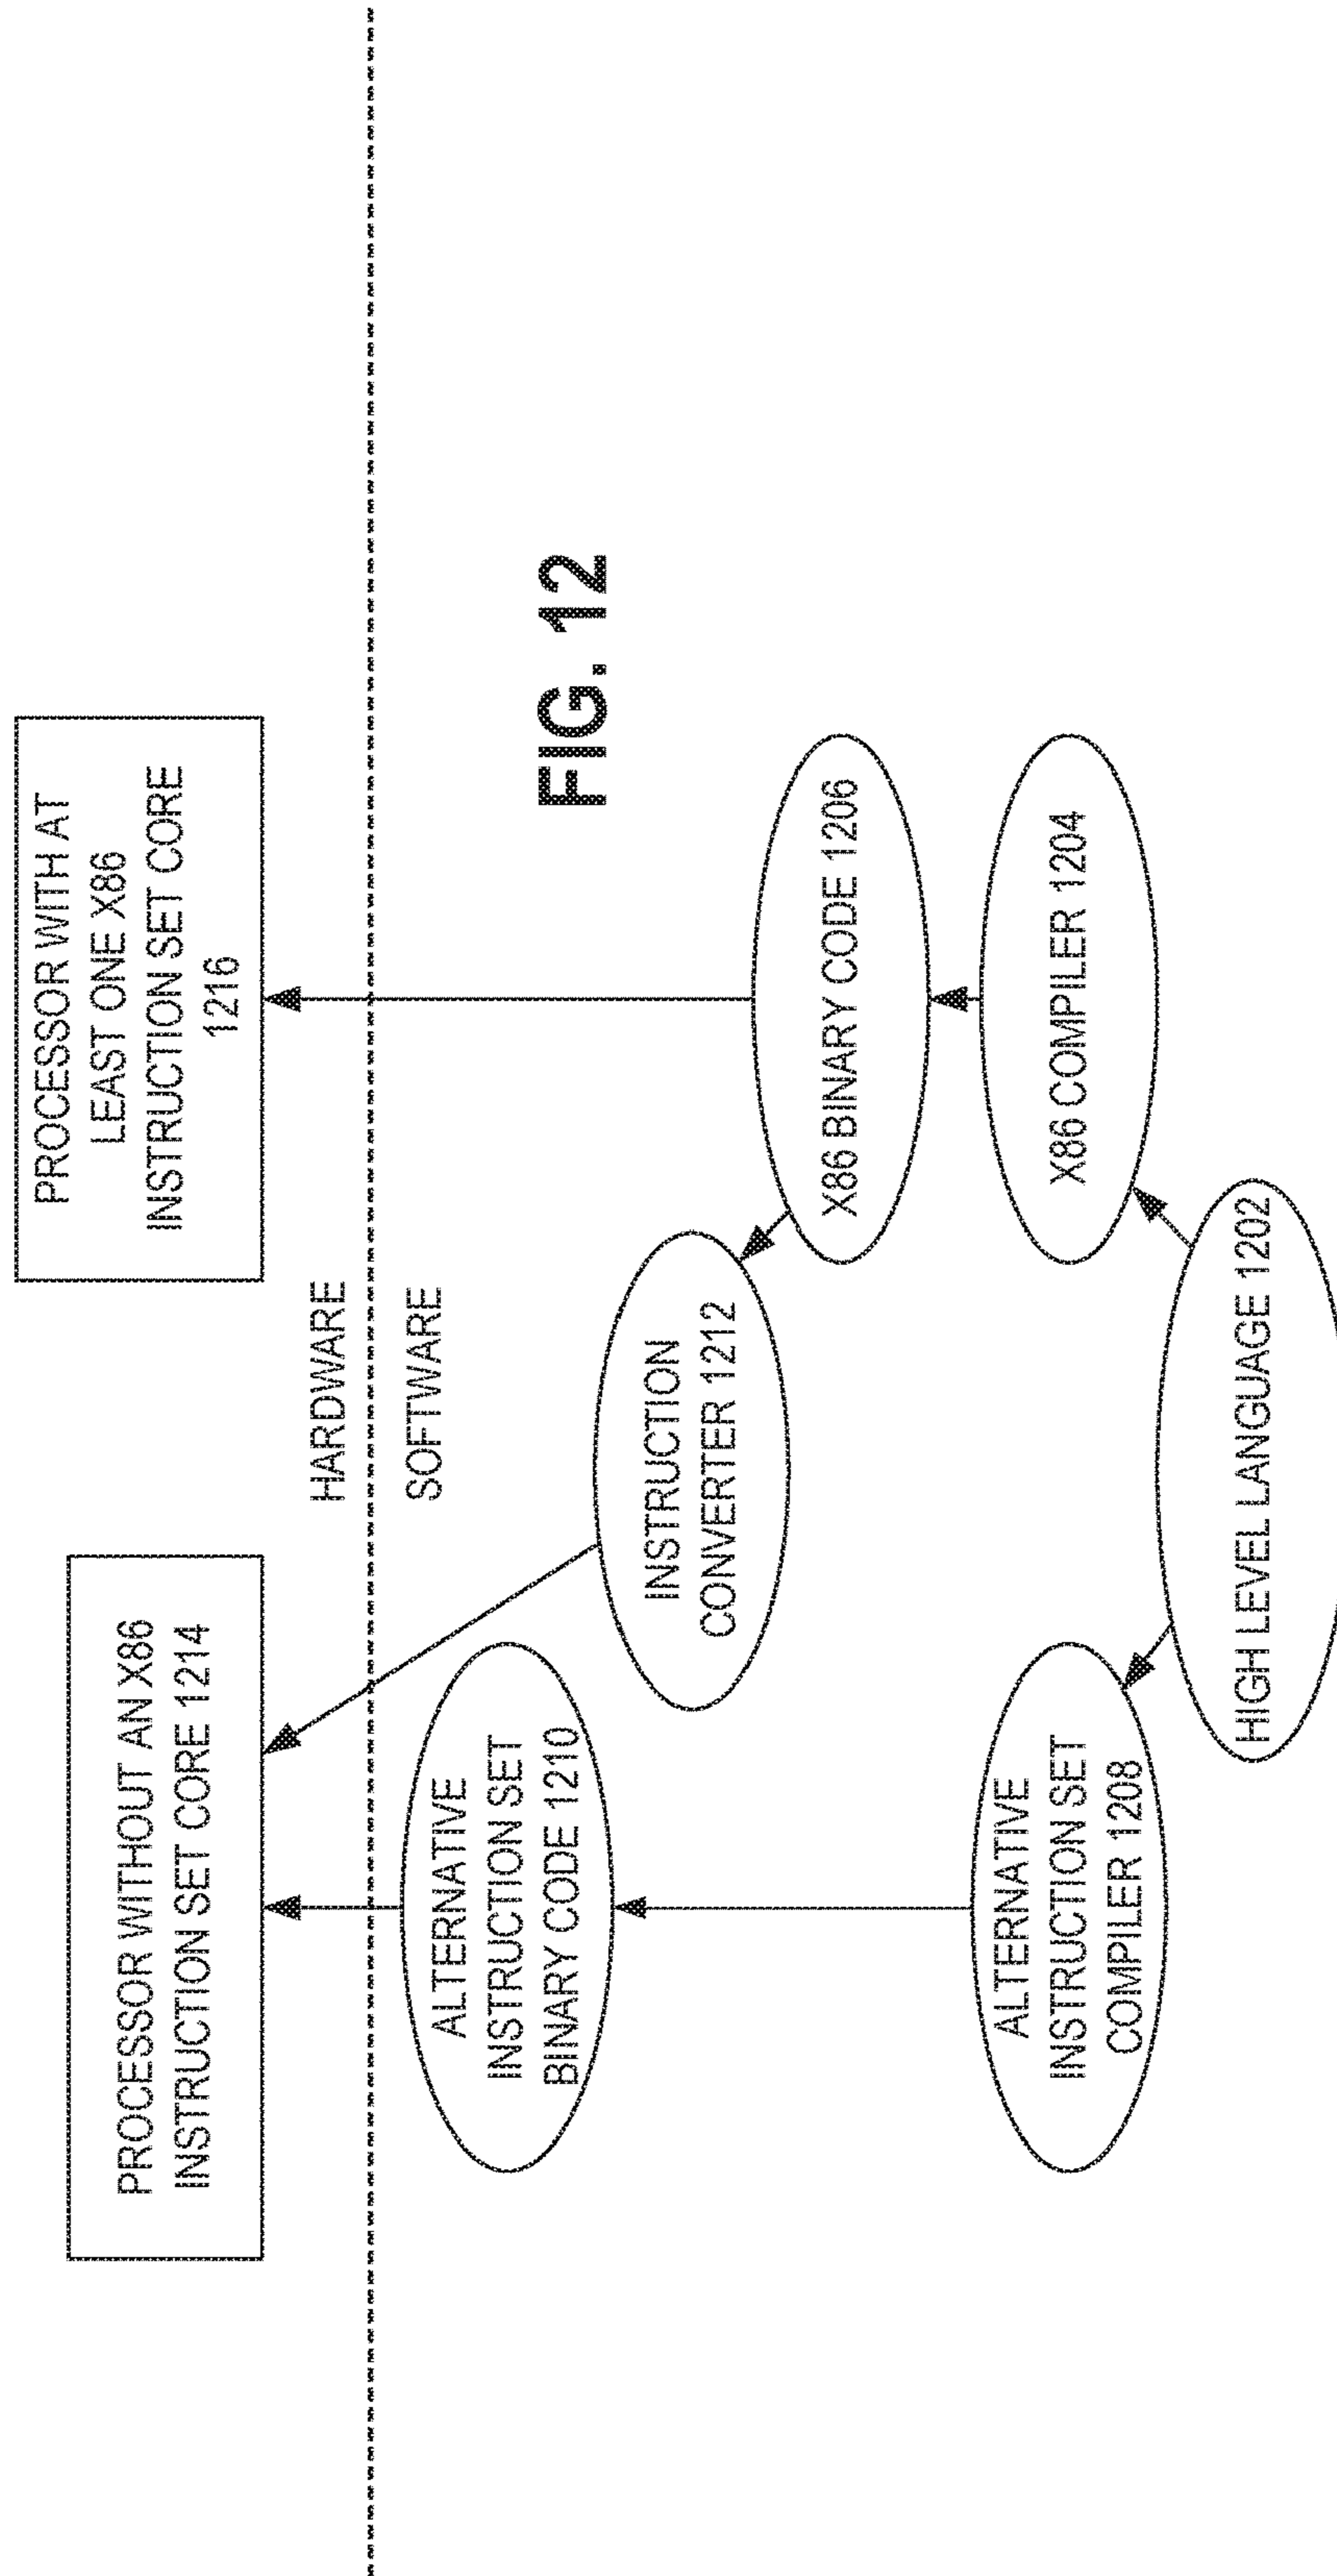 PROCESSOR WITHOUT AN X86
INSTRUCTION SET CORE 1214
PROCESSOR WITH AT
LEAST ONE X86
INSTRUCTION SET CORE
1216
HARDWARE
SOFTWARE
ALTERNATIVE
INSTRUCTION SET
BINARY CODE 1210
INSTRUCTION
CONVERTER 1212
FIG. 12
X86 BINARY CODE 1206
ALTERNATIVE
INSTRUCTION SET
COMPILER 1208
X86 COMPILER 1204
HIGH LEVEL LANGUAGE 1202